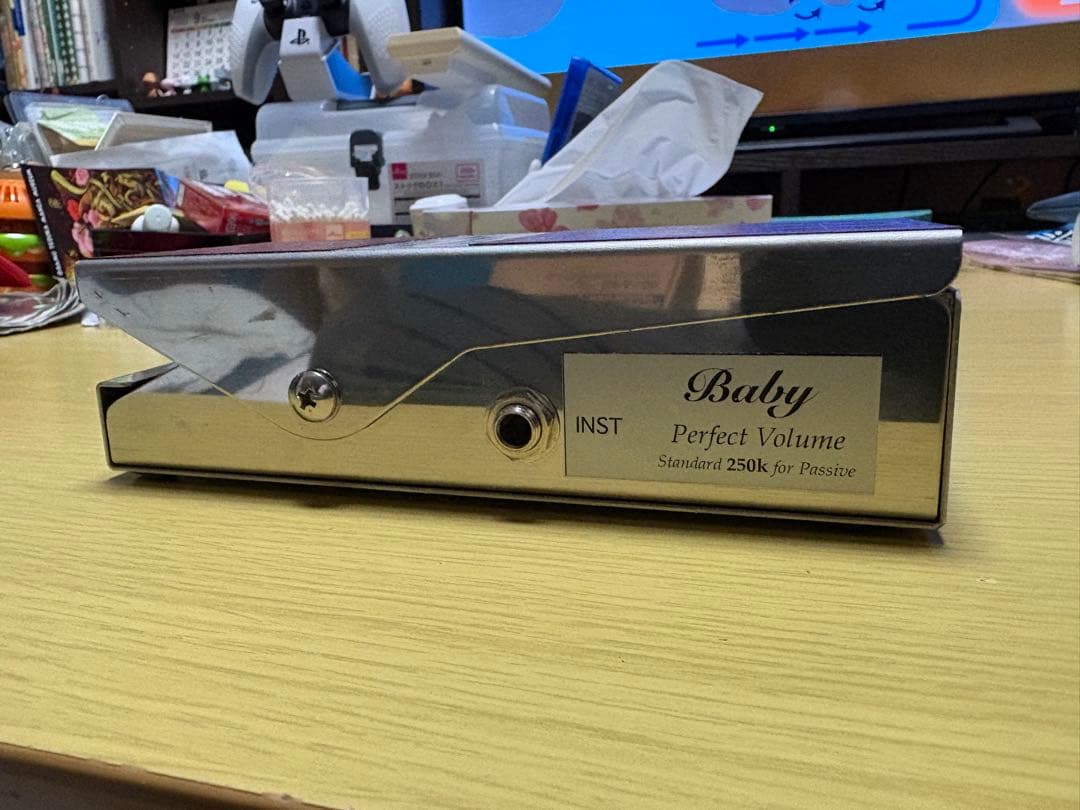 INST
Baby
Perfect Volume
Standard 250k for Passive